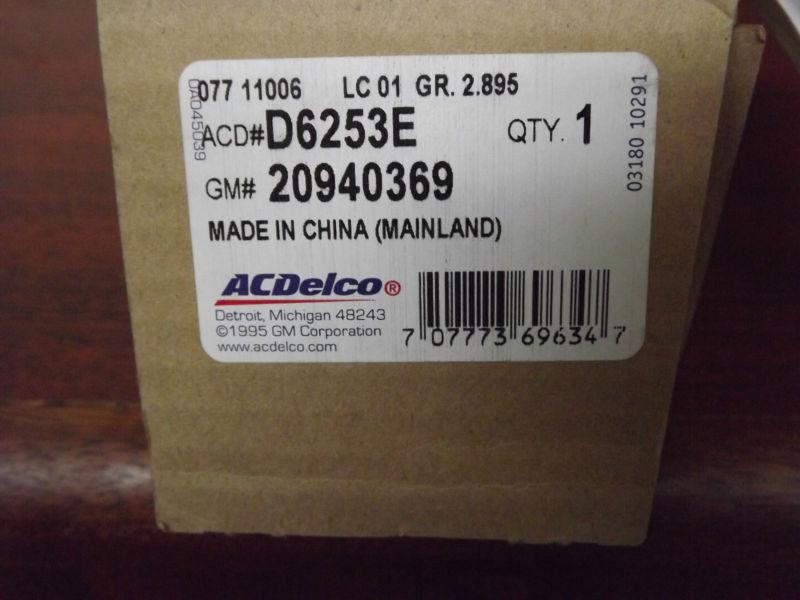 077 11006 LC 01 GR. 2.895
0A045039
ACD# D6253E QTY. 1
03180 10291
GM# 20940369
MADE IN CHINA (MAINLAND)
ACDelco®
Detroit, Michigan 48243
©1995 GM Corporation
www.acdelco.com
7 07773 69634 7